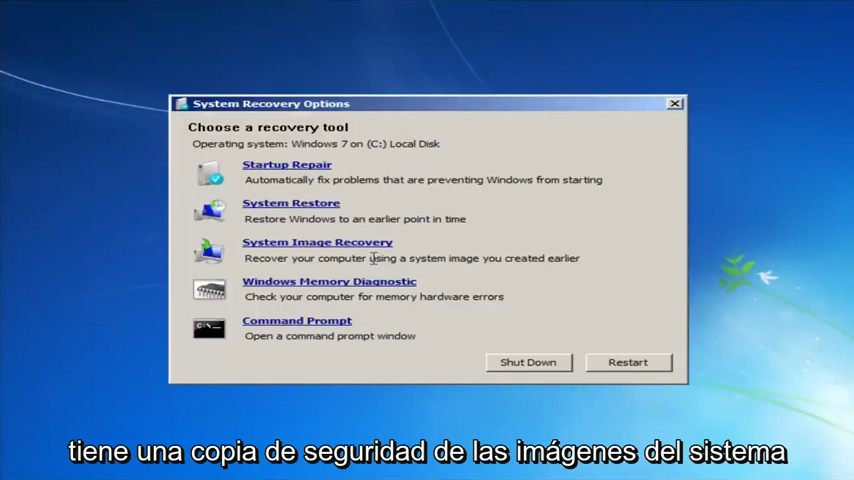 System Recovery Options
Choose a recovery tool
Operating system: Windows 7 on (C:) Local Disk
Startup Repair
Automatically fix problems that are preventing Windows from starting
System Restore
Restore Windows to an earlier point in time
System Image Recovery
Recover your computer using a system image you created earlier
Windows Memory Diagnostic
Check your computer for memory hardware errors
C:\_
Command Prompt
Open a command prompt window
Shut Down Restart
tiene una copia de seguridad de las imágenes del sistema